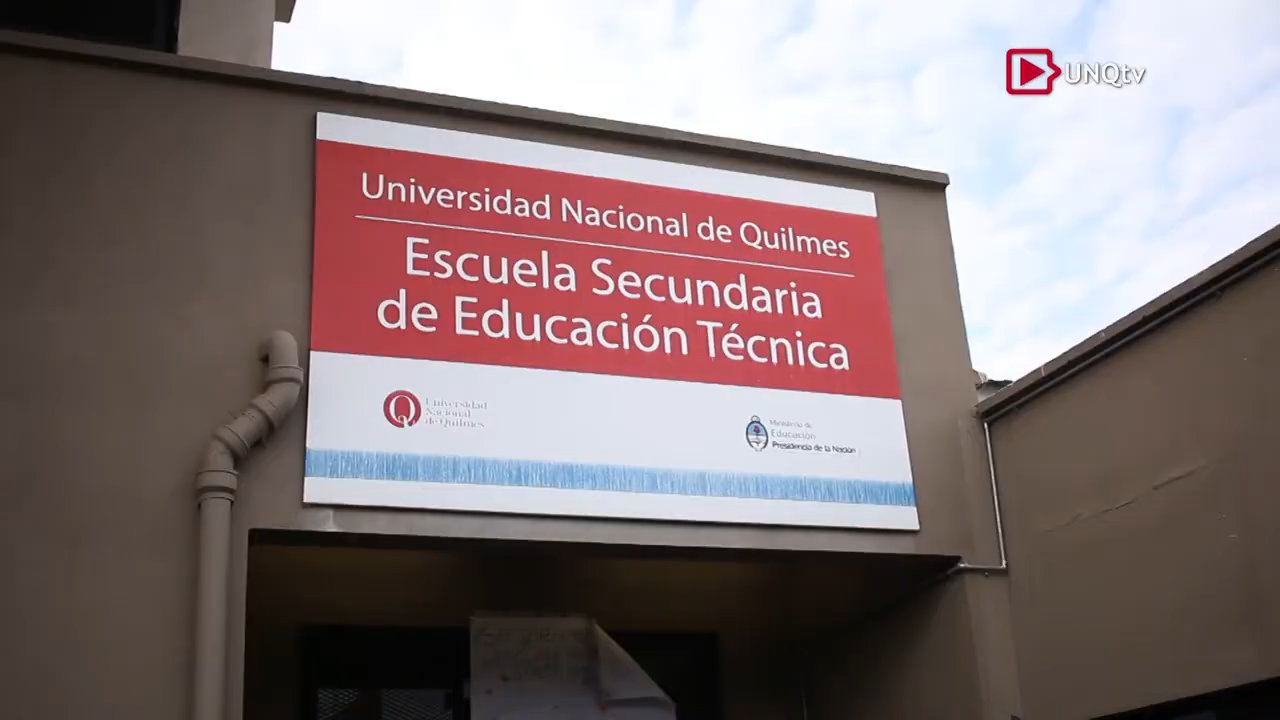 UNQtv
Universidad Nacional de Quilmes
Escuela Secundaria
de Educación Técnica
Universidad
Nacional
de Quilmes
Ministerio de
Educación
Presidencia de la Nación